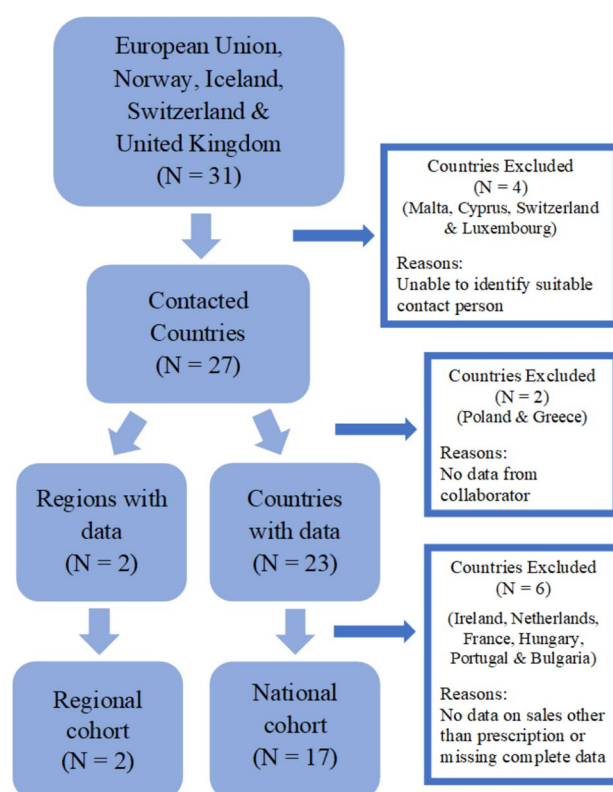 European Union,
Norway, Iceland,
Switzerland &
United Kingdom
(N = 31)
Countries Excluded
(N = 4)
(Malta, Cyprus, Switzerland
& Luxembourg)
Reasons:
Unable to identify suitable
contact person
Contacted
Countries
(N = 27)
Countries Excluded
(N = 2)
(Poland & Greece)
Reasons:
No data from
collaborator
Regions with
data
(N = 2)
Countries
with data
(N = 23)
Countries Excluded
(N = 6)
(Ireland, Netherlands,
France, Hungary,
Portugal & Bulgaria)
Reasons:
No data on sales other
than prescription or
missing complete data
Regional
cohort
(N = 2)
National
cohort
(N = 17)